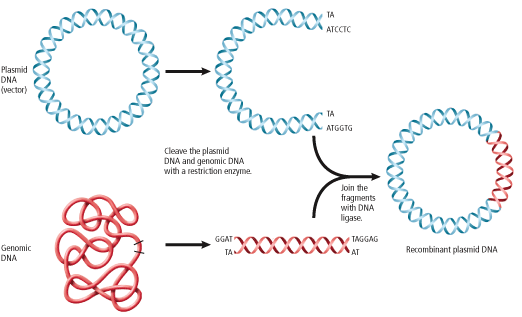 TA
ATCCTC
Plasmid
DNA
(vector)
TA
ATGGTG
Cleave the plasmid
DNA and genomic DNA
with a restriction enzyme.
Join the
fragments
with DNA
ligase.
Genomic
DNA
GGAT
TAGGAG
TA
AT
Recombinant plasmid DNA